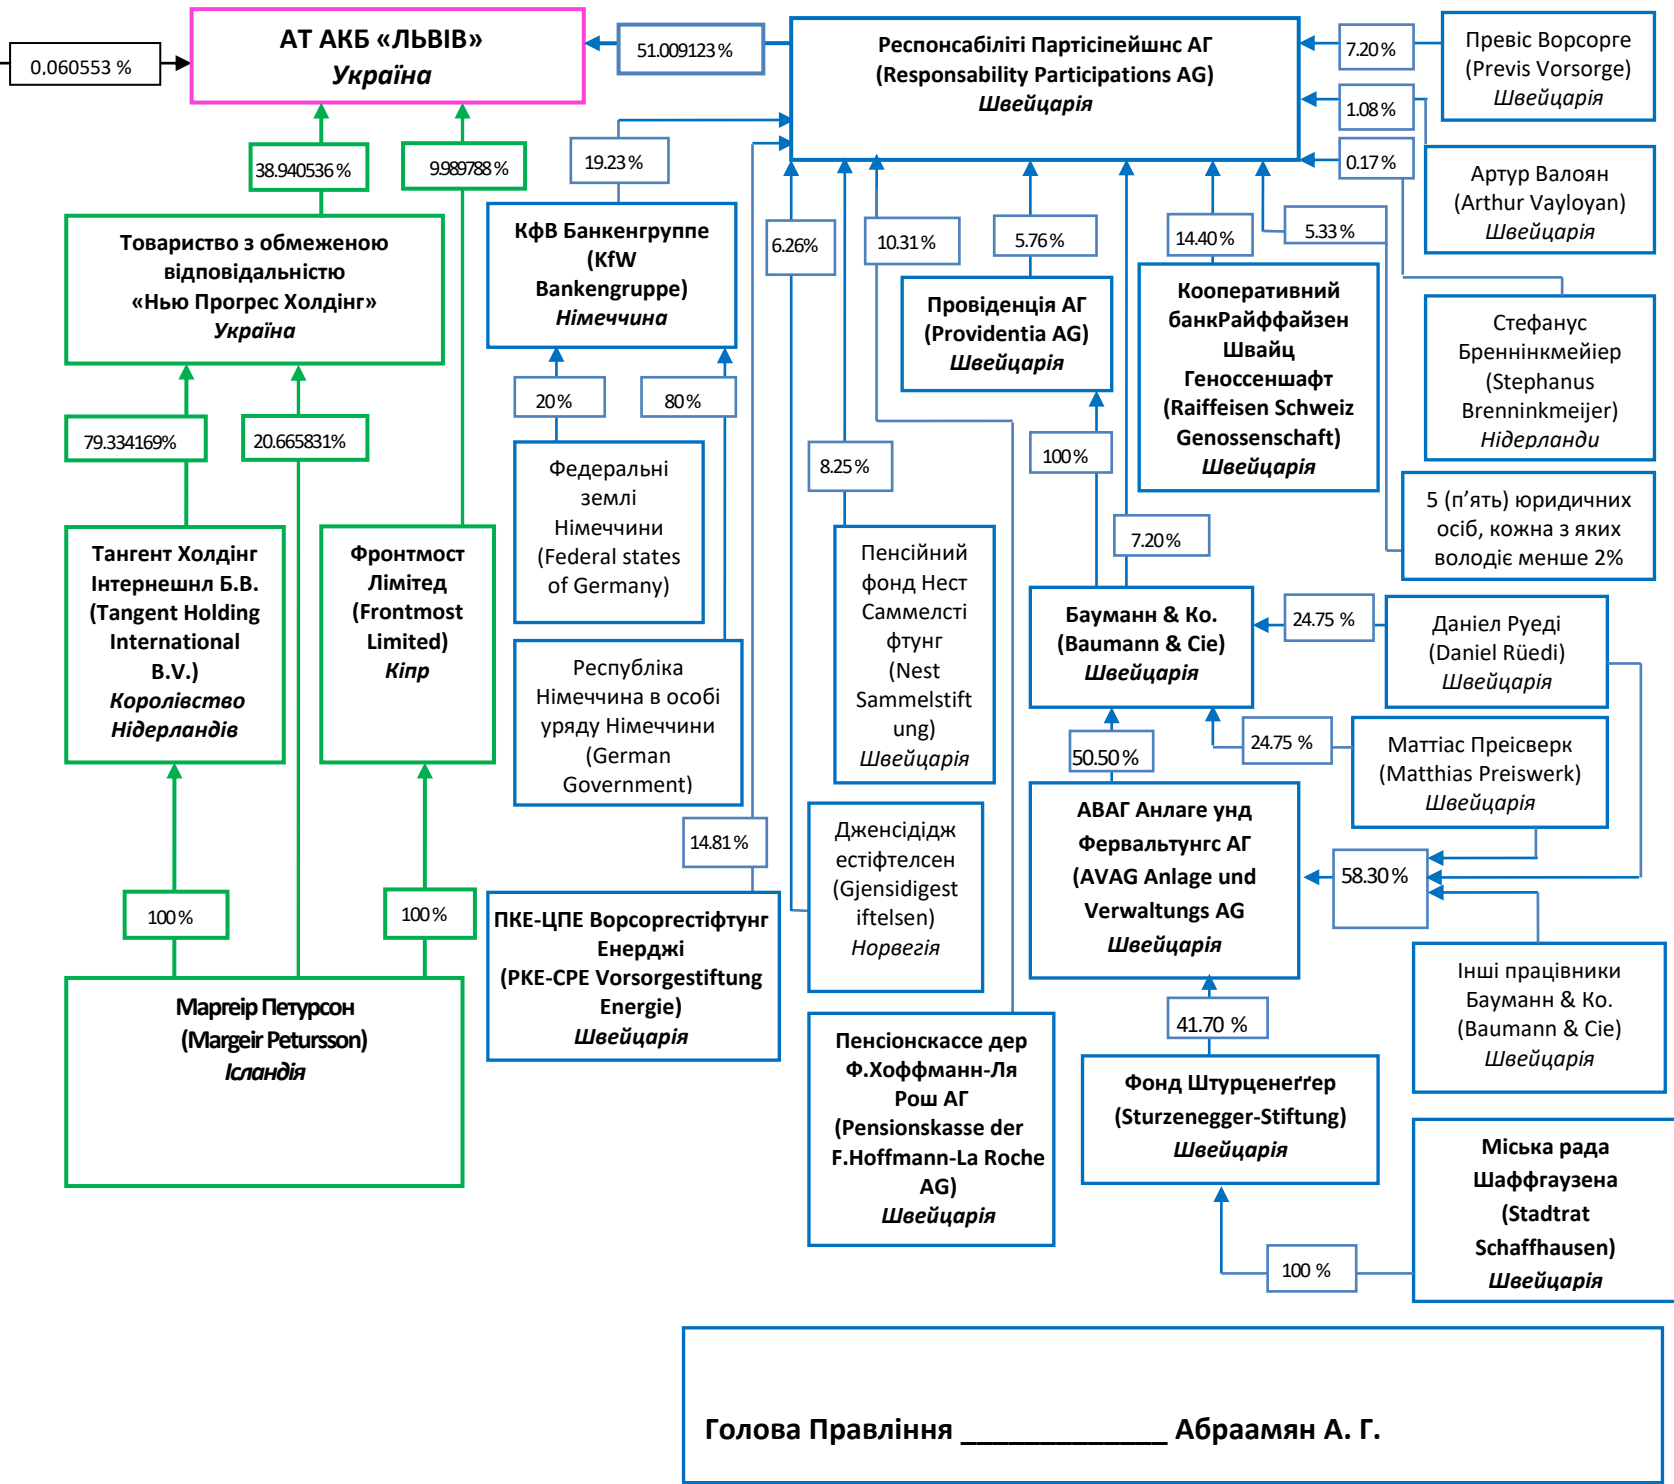 АТ АКБ «ЛЬВІВ»
Україна
0,060553 %
51.009123 %
Респонсабіліті Партісіпейшнс АГ
(Responsability Participations AG)
Швейцарія
7.20 %
Превіс Ворсорге
(Previs Vorsorge)
Швейцарія
1.08 %
Артур Валоян
(Arthur Vayloyan)
Швейцарія
0.17 %
Стефанус
Бреннінкмейієр
(Stephanus
Brenninkmeijer)
Нідерланди
5.33 %
5 (п’ять) юридичних
осіб, кожна з яких
володіє менше 2%
38.940536 %
9.989788 %
19.23 %
6.26%
10.31 %
5.76 %
14.40 %
Товариство з обмеженою
відповідальністю
«Нью Прогрес Холдінг»
Україна
КфВ Банкенгруппе
(KfW
Bankengruppe)
Німеччина
Провіденція АГ
(Providentia AG)
Швейцарія
Кооперативний
банкРайффайзен
Швайц
Геноссеншафт
(Raiffeisen Schweiz
Genossenschaft)
Швейцарія
79.334169%
20.665831%
20 %
80 %
8.25 %
100 %
7.20 %
Тангент Холдінг
Інтернешнл Б.В.
(Tangent Holding
International
B.V.)
Королівство
Нідерландів
Фронтмост
Лімітед
(Frontmost
Limited)
Кіпр
Федеральні
землі
Німеччини
(Federal states
of Germany)
Республіка
Німеччина в особі
уряду Німеччини
(German
Government)
Пенсійний
фонд Нест
Саммелсті
фтунг
(Nest
Sammelstift
ung)
Швейцарія
Бауманн & Ко.
(Baumann & Cie)
Швейцарія
24.75 %
Даніел Руеді
(Daniel Rüedi)
Швейцарія
24.75 %
Маттіас Преісверк
(Matthias Preiswerk)
Швейцарія
50.50 %
АВАГ Анлаге унд
Фервальтунгс АГ
(AVAG Anlage und
Verwaltungs AG
Швейцарія
58.30 %
Інші працівники
Бауманн & Ко.
(Baumann & Cie)
Швейцарія
14.81 %
Дженсідідж
естіфтелсен
(Gjensidigest
iftelsen)
Норвегія
100 %
100 %
ПКЕ-ЦПЕ Ворсоргестіфтунг
Енерджі
(PKE-CPE Vorsorgestiftung
Energie)
Швейцарія
Маргеір Петурсон
(Margeir Petursson)
Ісландія
Пенсіонскассе дер
Ф.Хоффманн-Ля
Рош АГ
(Pensionskasse der
F.Hoffmann-La Roche
AG)
Швейцарія
41.70 %
Фонд Штурценеґґер
(Sturzenegger-Stiftung)
Швейцарія
100 %
Міська рада
Шаффгаузена
(Stadtrat
Schaffhausen)
Швейцарія
Голова Правління _____________ Абраамян А. Г.